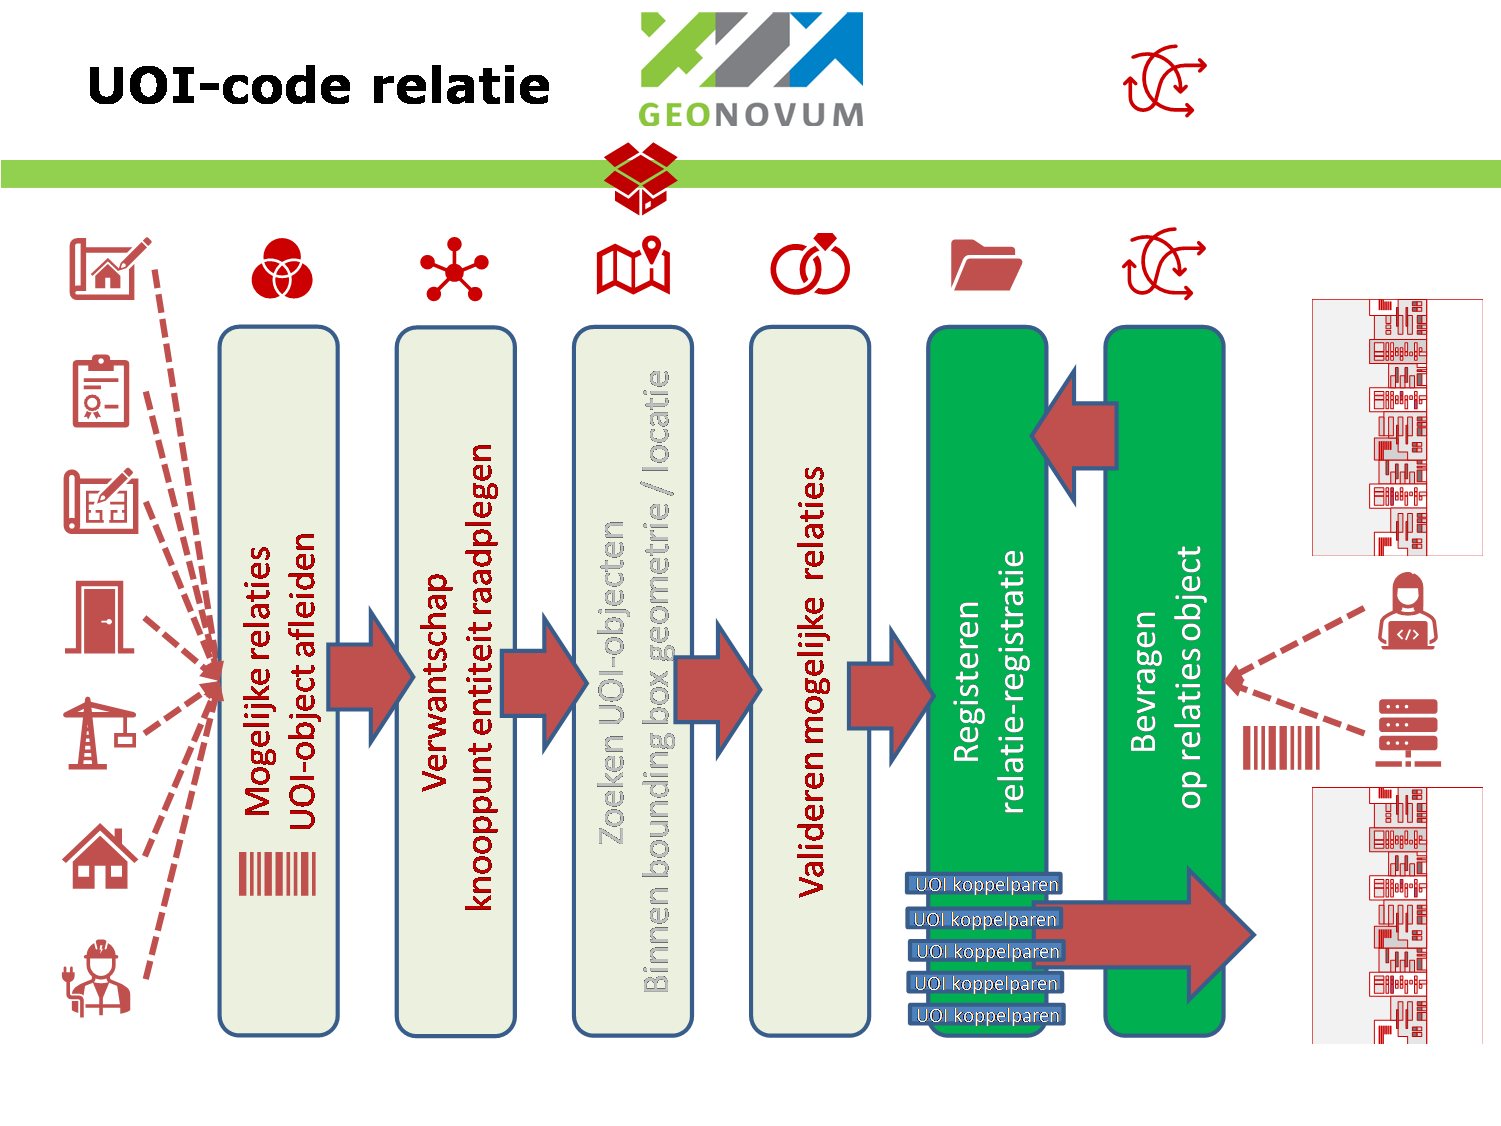 UOI-code relatie
GEONOVUM
Mogelijke relaties
UOI-object afleiden
Verwantschap
knooppunt entiteit raadplegen
Zoeken UOI-objecten
Binnen bounding box geometrie / locatie
Valideren mogelijke relaties
Registeren
relatie-registratie
Bevragen
op relaties object
UOI koppelparen
UOI koppelparen
UOI koppelparen
UOI koppelparen
UOI koppelparen